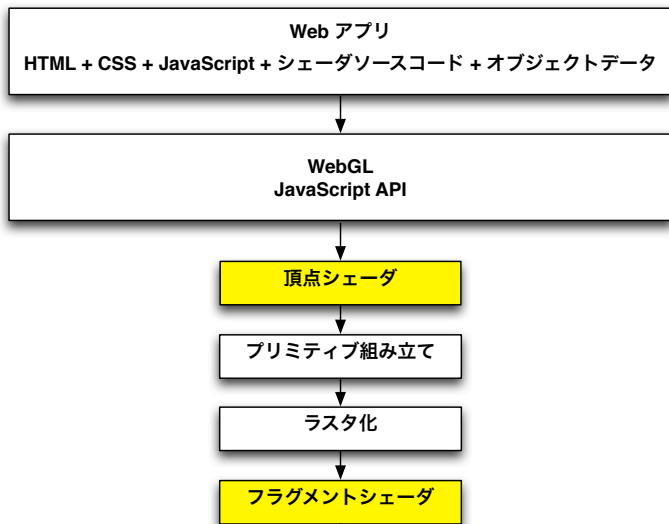 Web アプリ
HTML + CSS + JavaScript + シェーダソースコード + オブジェクトデータ
WebGL
JavaScript API
頂点シェーダ
プリミティブ組み立て
ラスタ化
フラグメントシェーダ